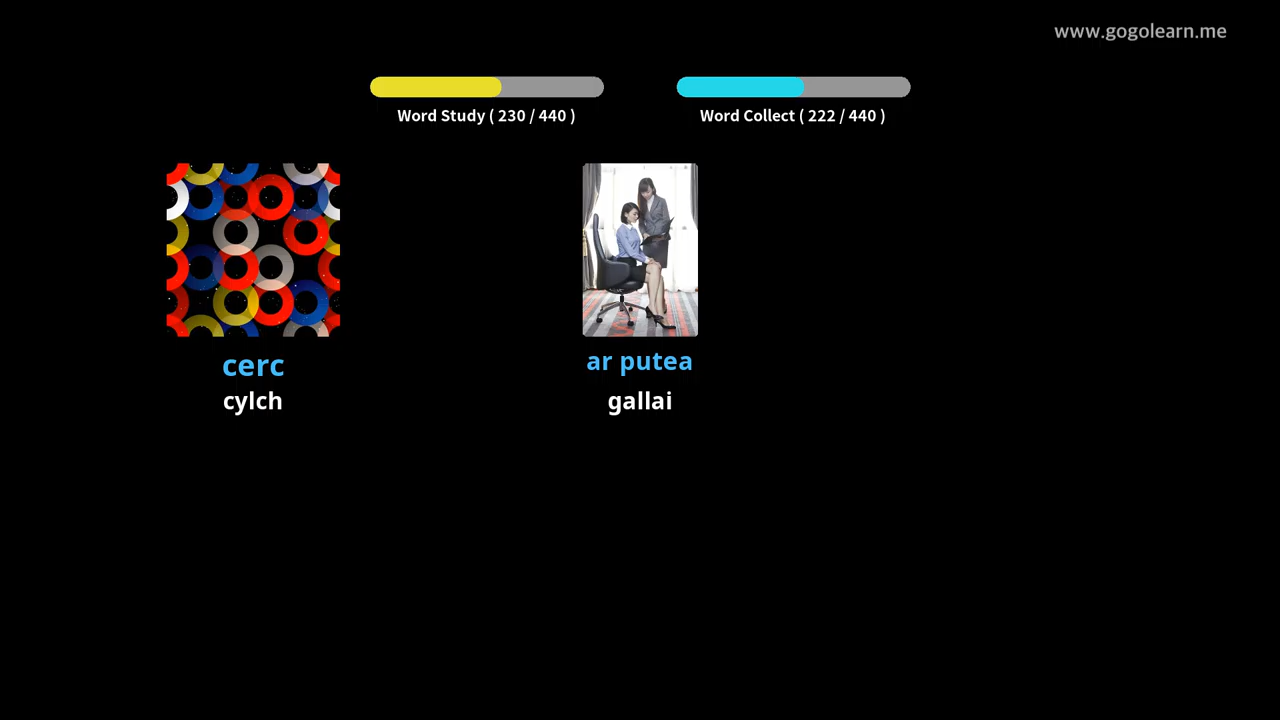 www.gogolearn.me
Word Study ( 230 / 440 )
Word Collect ( 222 / 440 )
cerc
cylch
ar putea
gallai